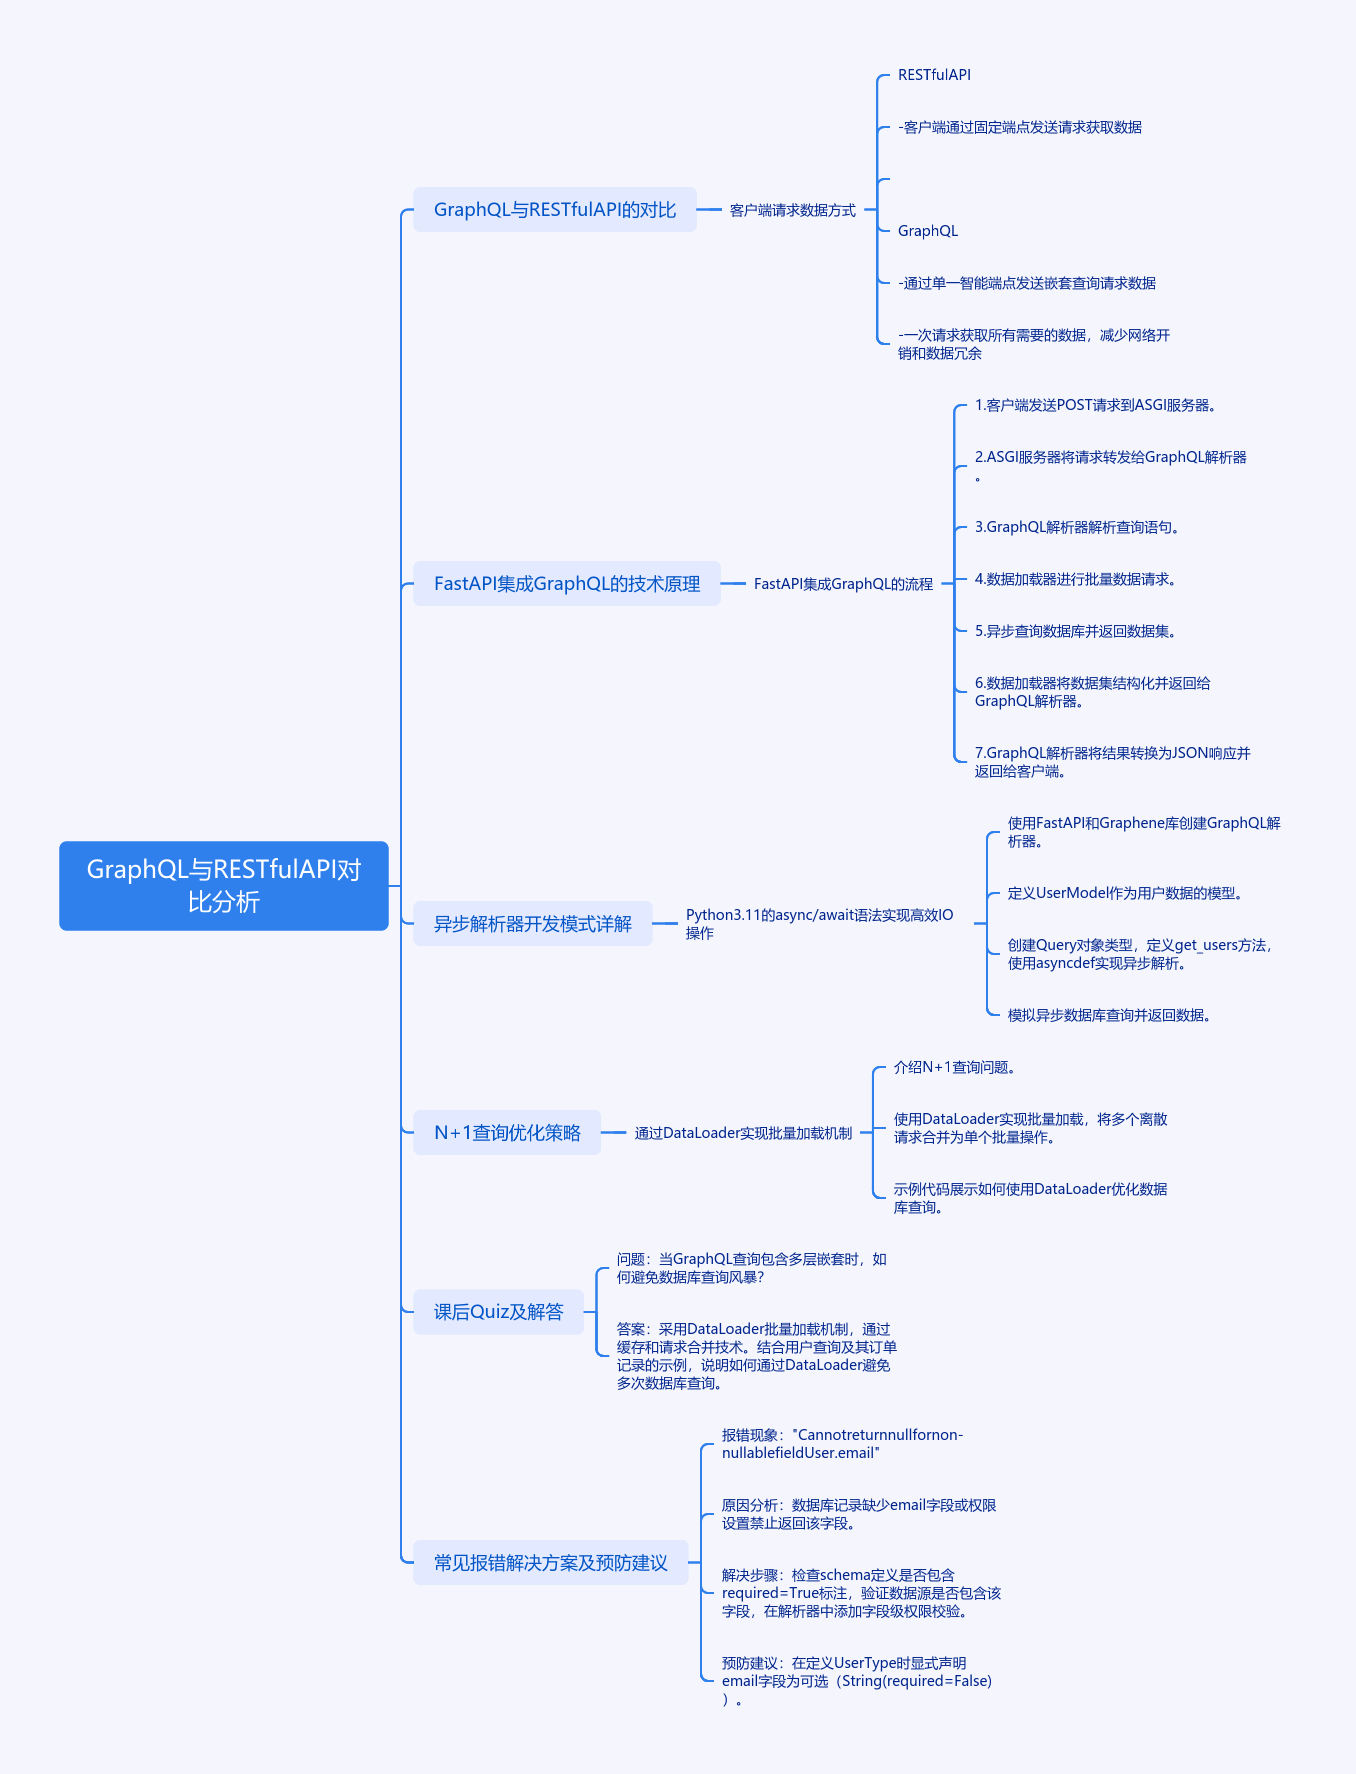 GraphQL与RESTfulAPI对
比分析
GraphQL与RESTfulAPI的对比
客户端请求数据方式
RESTfulAPI
-客户端通过固定端点发送请求获取数据
GraphQL
-通过单一智能端点发送嵌套查询请求数据
-一次请求获取所有需要的数据，减少网络开
销和数据冗余
FastAPI集成GraphQL的技术原理
FastAPI集成GraphQL的流程
1.客户端发送POST请求到ASGI服务器。
2.ASGI服务器将请求转发给GraphQL解析器
。
3.GraphQL解析器解析查询语句。
4.数据加载器进行批量数据请求。
5.异步查询数据库并返回数据集。
6.数据加载器将数据集结构化并返回给
GraphQL解析器。
7.GraphQL解析器将结果转换为JSON响应并
返回给客户端。
异步解析器开发模式详解
Python3.11的async/await语法实现高效IO
操作
使用FastAPI和Graphene库创建GraphQL解
析器。
定义UserModel作为用户数据的模型。
创建Query对象类型，定义get_users方法，
使用asyncdef实现异步解析。
模拟异步数据库查询并返回数据。
N+1查询优化策略
通过DataLoader实现批量加载机制
介绍N+1查询问题。
使用DataLoader实现批量加载，将多个离散
请求合并为单个批量操作。
示例代码展示如何使用DataLoader优化数据
库查询。
课后Quiz及解答
问题：当GraphQL查询包含多层嵌套时，如
何避免数据库查询风暴？
答案：采用DataLoader批量加载机制，通过
缓存和请求合并技术。结合用户查询及其订单
记录的示例，说明如何通过DataLoader避免
多次数据库查询。
常见报错解决方案及预防建议
报错现象："Cannotreturnnullfornon-
nullablefieldUser.email"
原因分析：数据库记录缺少email字段或权限
设置禁止返回该字段。
解决步骤：检查schema定义是否包含
required=True标注，验证数据源是否包含该
字段，在解析器中添加字段级权限校验。
预防建议：在定义UserType时显式声明
email字段为可选（String(required=False)
）。